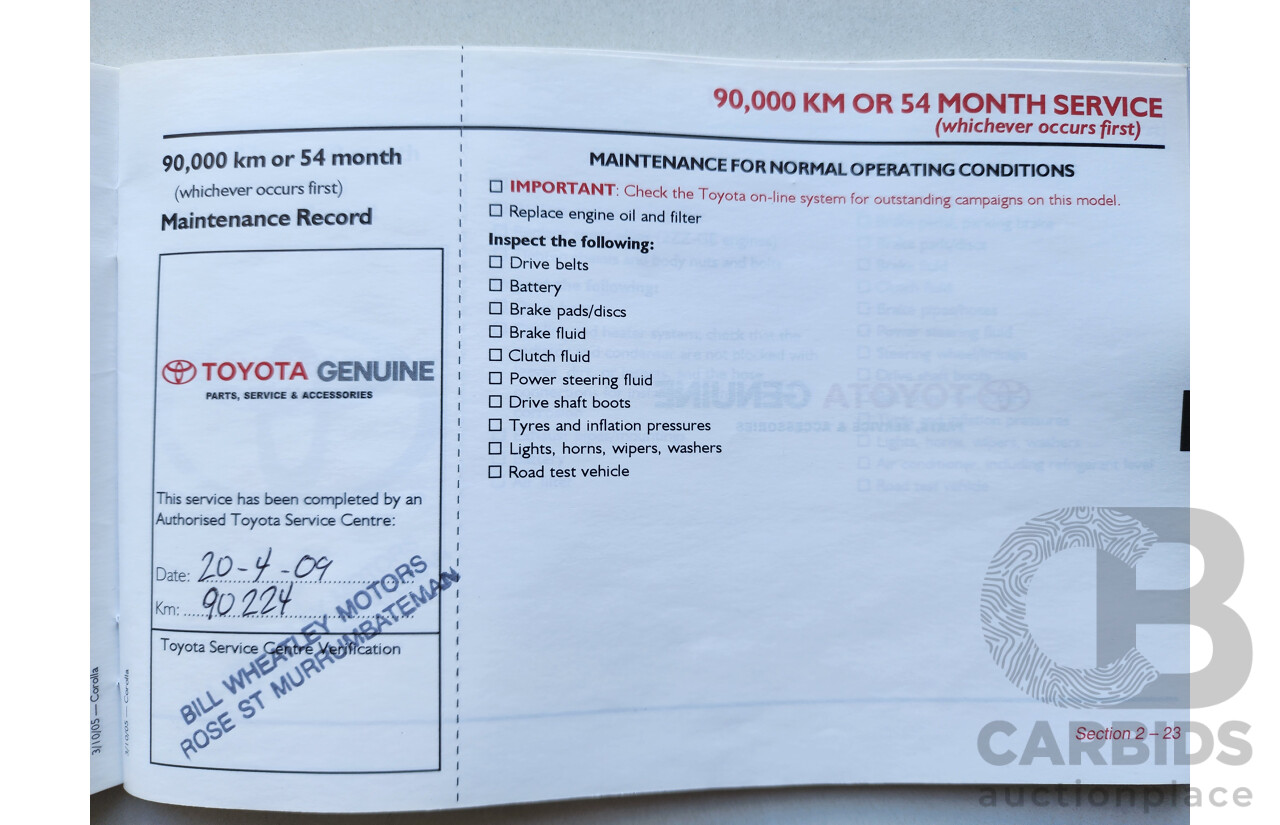 90,000 KM OR 54 MONTH SERVICE
(whichever occurs first)
90,000 km or 54 month
(whichever occurs first)
Maintenance Record
TOYOTA GENUINE
PARTS, SERVICE & ACCESSORIES
This service has been completed by an
Authorised Toyota Service Centre:
Date: 20-4-09
Km: 90224
Toyota Service Centre Verification
BILL WHEATLEY MOTORS
ROSE ST MURRUMBATEMAN
3/10/05 — Corolla
3/10/05 — Corolla
MAINTENANCE FOR NORMAL OPERATING CONDITIONS
☐ IMPORTANT: Check the Toyota on-line system for outstanding campaigns on this model.
☐ Replace engine oil and filter
Inspect the following:
☐ Drive belts
☐ Battery
☐ Brake pads/discs
☐ Brake fluid
☐ Clutch fluid
☐ Power steering fluid
☐ Drive shaft boots
☐ Tyres and inflation pressures
☐ Lights, horns, wipers, washers
☐ Road test vehicle
Section 2 – 23
CARBIDS
auctionplace